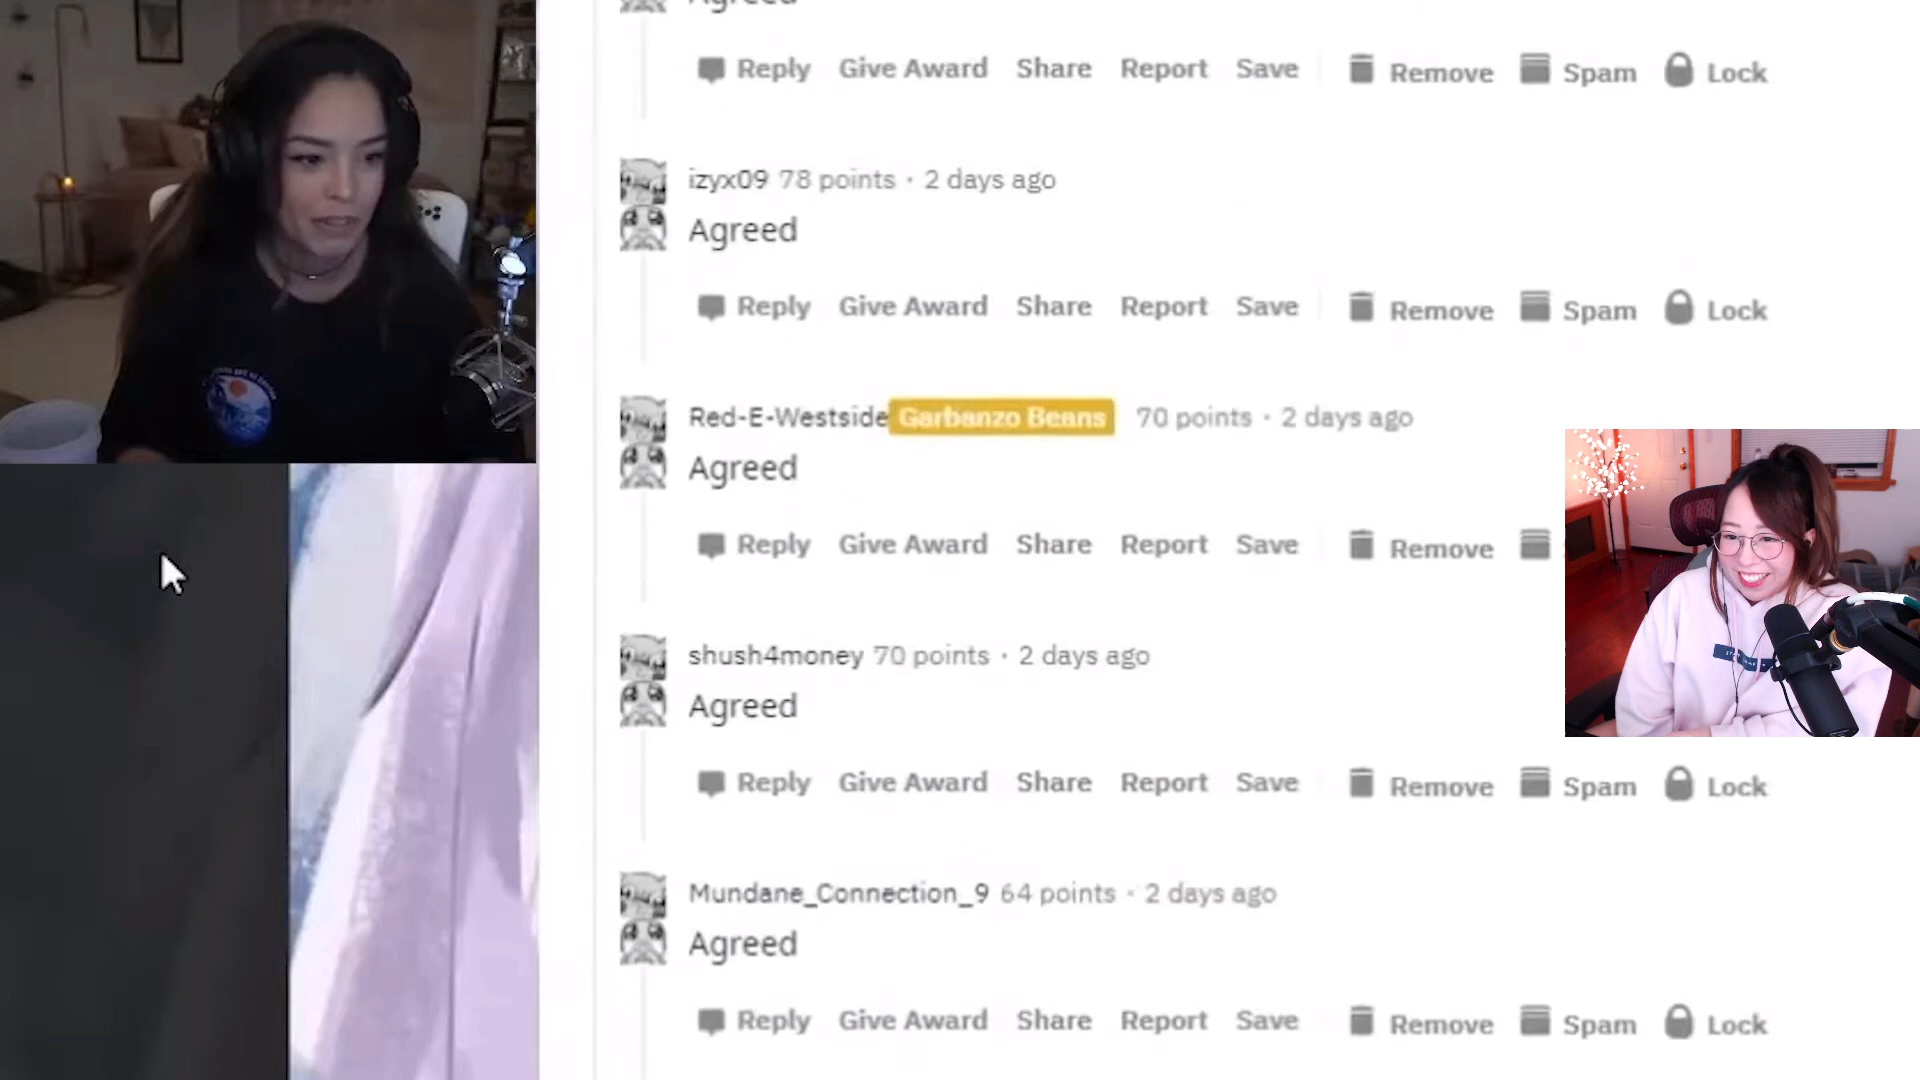 Agreed
Reply Give Award Share Report Save Remove Spam Lock
izyx09 78 points · 2 days ago
Agreed
Reply Give Award Share Report Save Remove Spam Lock
Red-E-Westside Garbanzo Beans 70 points · 2 days ago
Agreed
Reply Give Award Share Report Save Remove
shush4money 70 points · 2 days ago
Agreed
Reply Give Award Share Report Save Remove Spam Lock
Mundane_Connection_9 64 points · 2 days ago
Agreed
Reply Give Award Share Report Save Remove Spam Lock